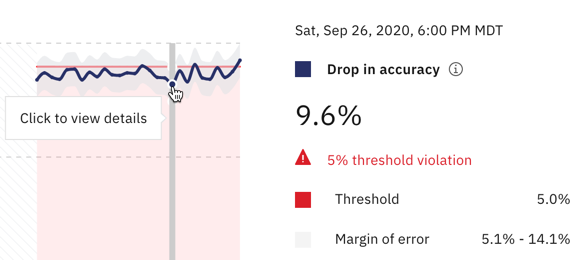 Sat, Sep 26, 2020, 6:00 PM MDT
Drop in accuracy
9.6%
Click to view details
5% threshold violation
Threshold 5.0%
Margin of error 5.1% - 14.1%